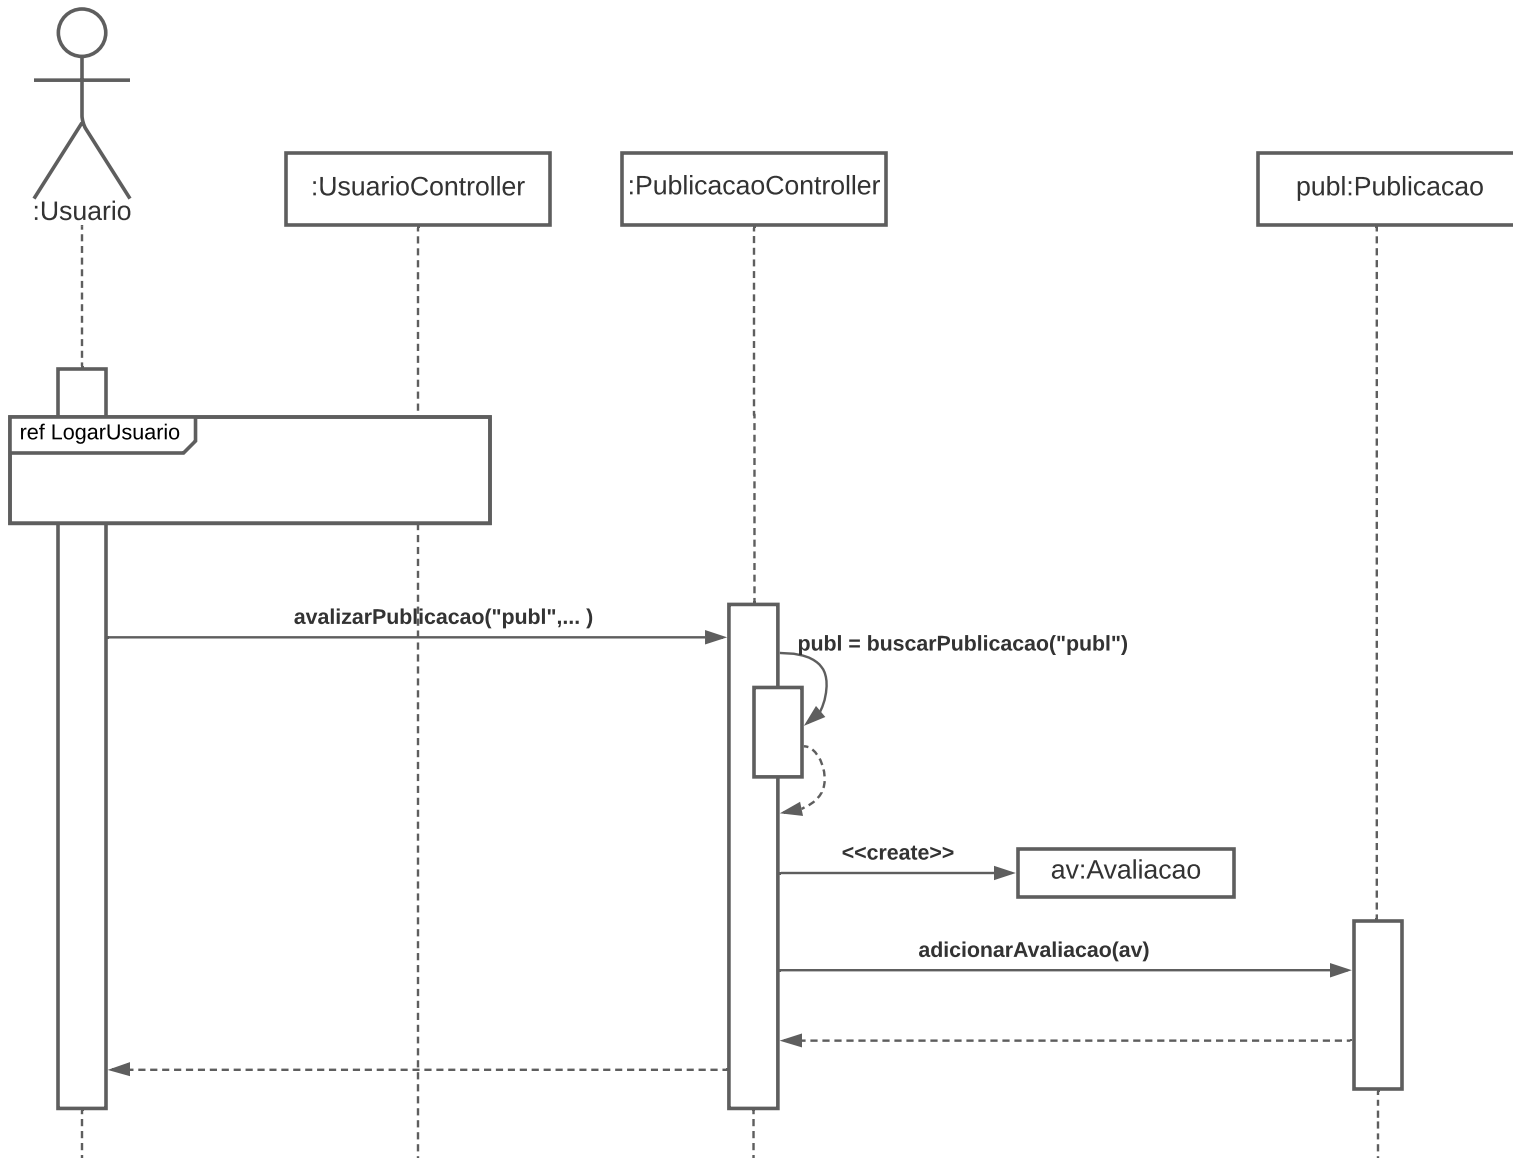 :Usuario
:UsuarioController
:PublicacaoController
publ:Publicacao
ref LogarUsuario
avalizarPublicacao("publ",... )
publ = buscarPublicacao("publ")
<<create>>
av:Avaliacao
adicionarAvaliacao(av)